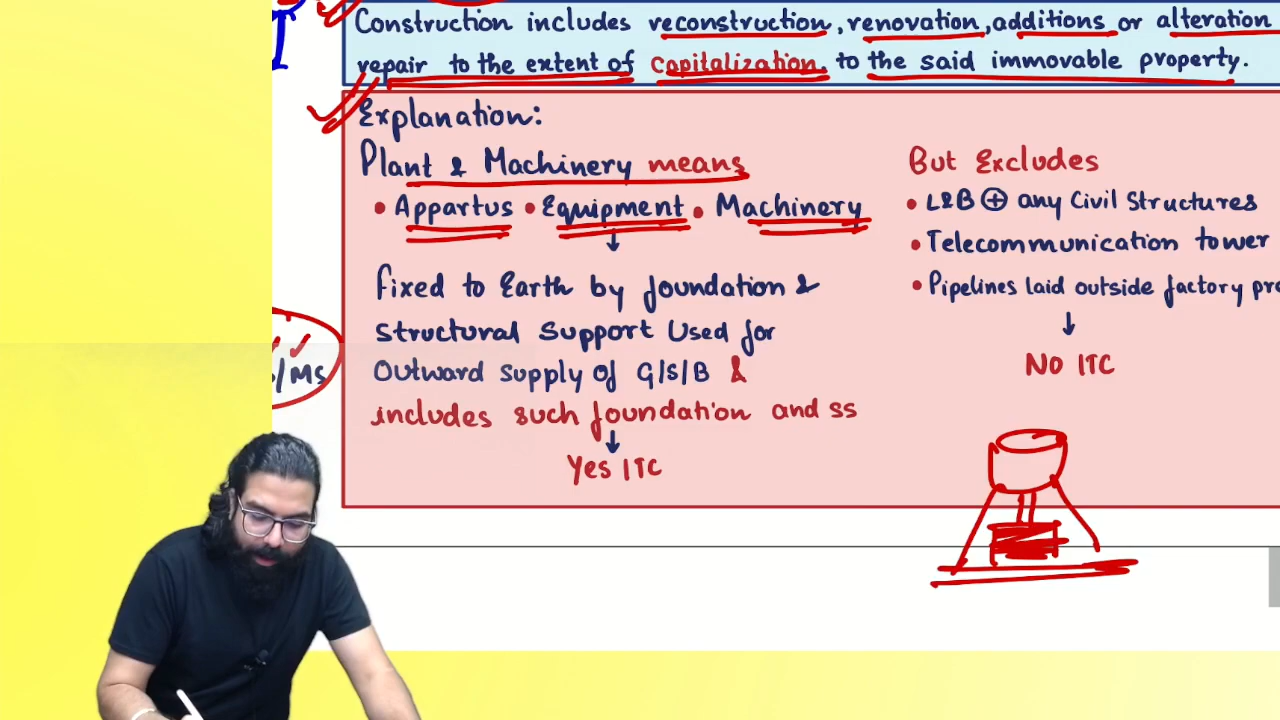 Construction includes reconstruction, renovation, additions or alteration
repair to the extent of capitalization, to the said immovable property.
Explanation:
Plant & Machinery means
• Appartus • Equipment • Machinery
Fixed to Earth by foundation &
Structural Support Used for
Outward Supply of G/S/B &
includes such foundation and ss
Yes ITC
But Excludes
• L&B ⊕ any Civil Structures
• Telecommunication tower
• Pipelines laid outside factory pre
No ITC
/MS